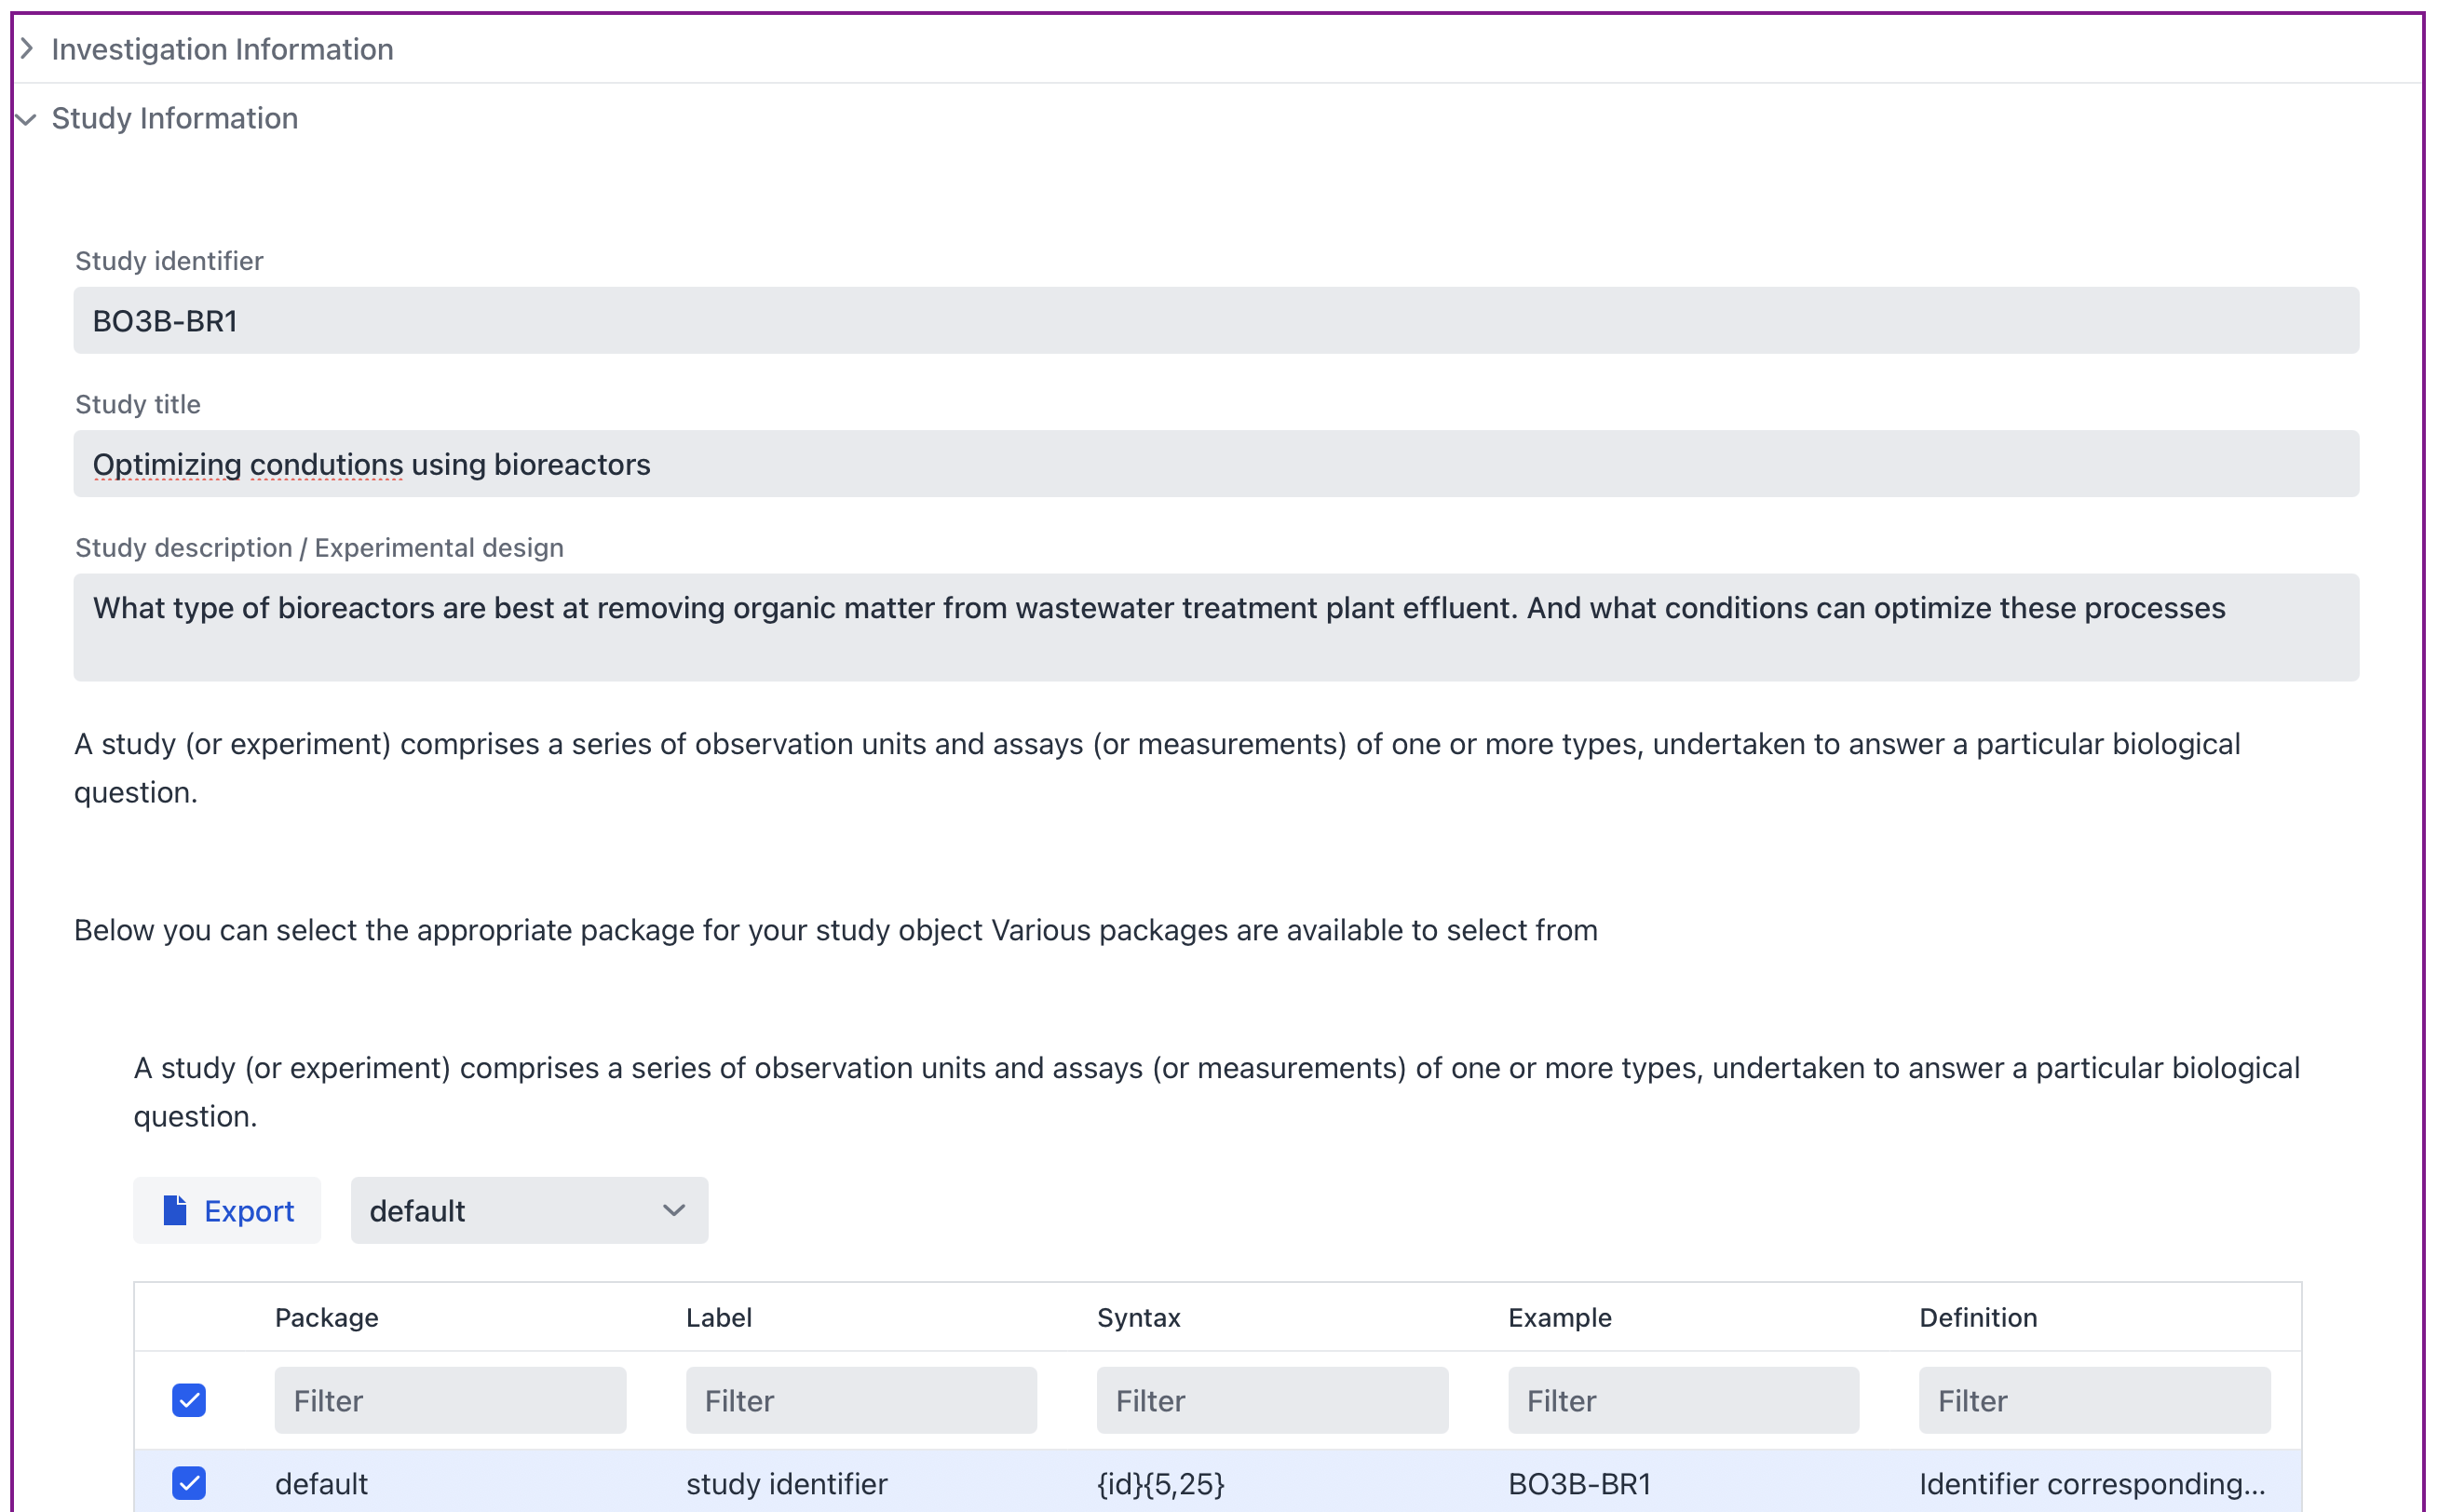 Investigation Information
Study Information
Study identifier
BO3B-BR1
Study title
Optimizing condutions using bioreactors
Study description / Experimental design
What type of bioreactors are best at removing organic matter from wastewater treatment plant effluent. And what conditions can optimize these processes
A study (or experiment) comprises a series of observation units and assays (or measurements) of one or more types, undertaken to answer a particular biological
question.
Below you can select the appropriate package for your study object Various packages are available to select from
A study (or experiment) comprises a series of observation units and assays (or measurements) of one or more types, undertaken to answer a particular biological
question.
Export default
Package Label Syntax Example Definition
Filter Filter Filter Filter Filter
default study identifier {id}{5,25} BO3B-BR1 Identifier corresponding...